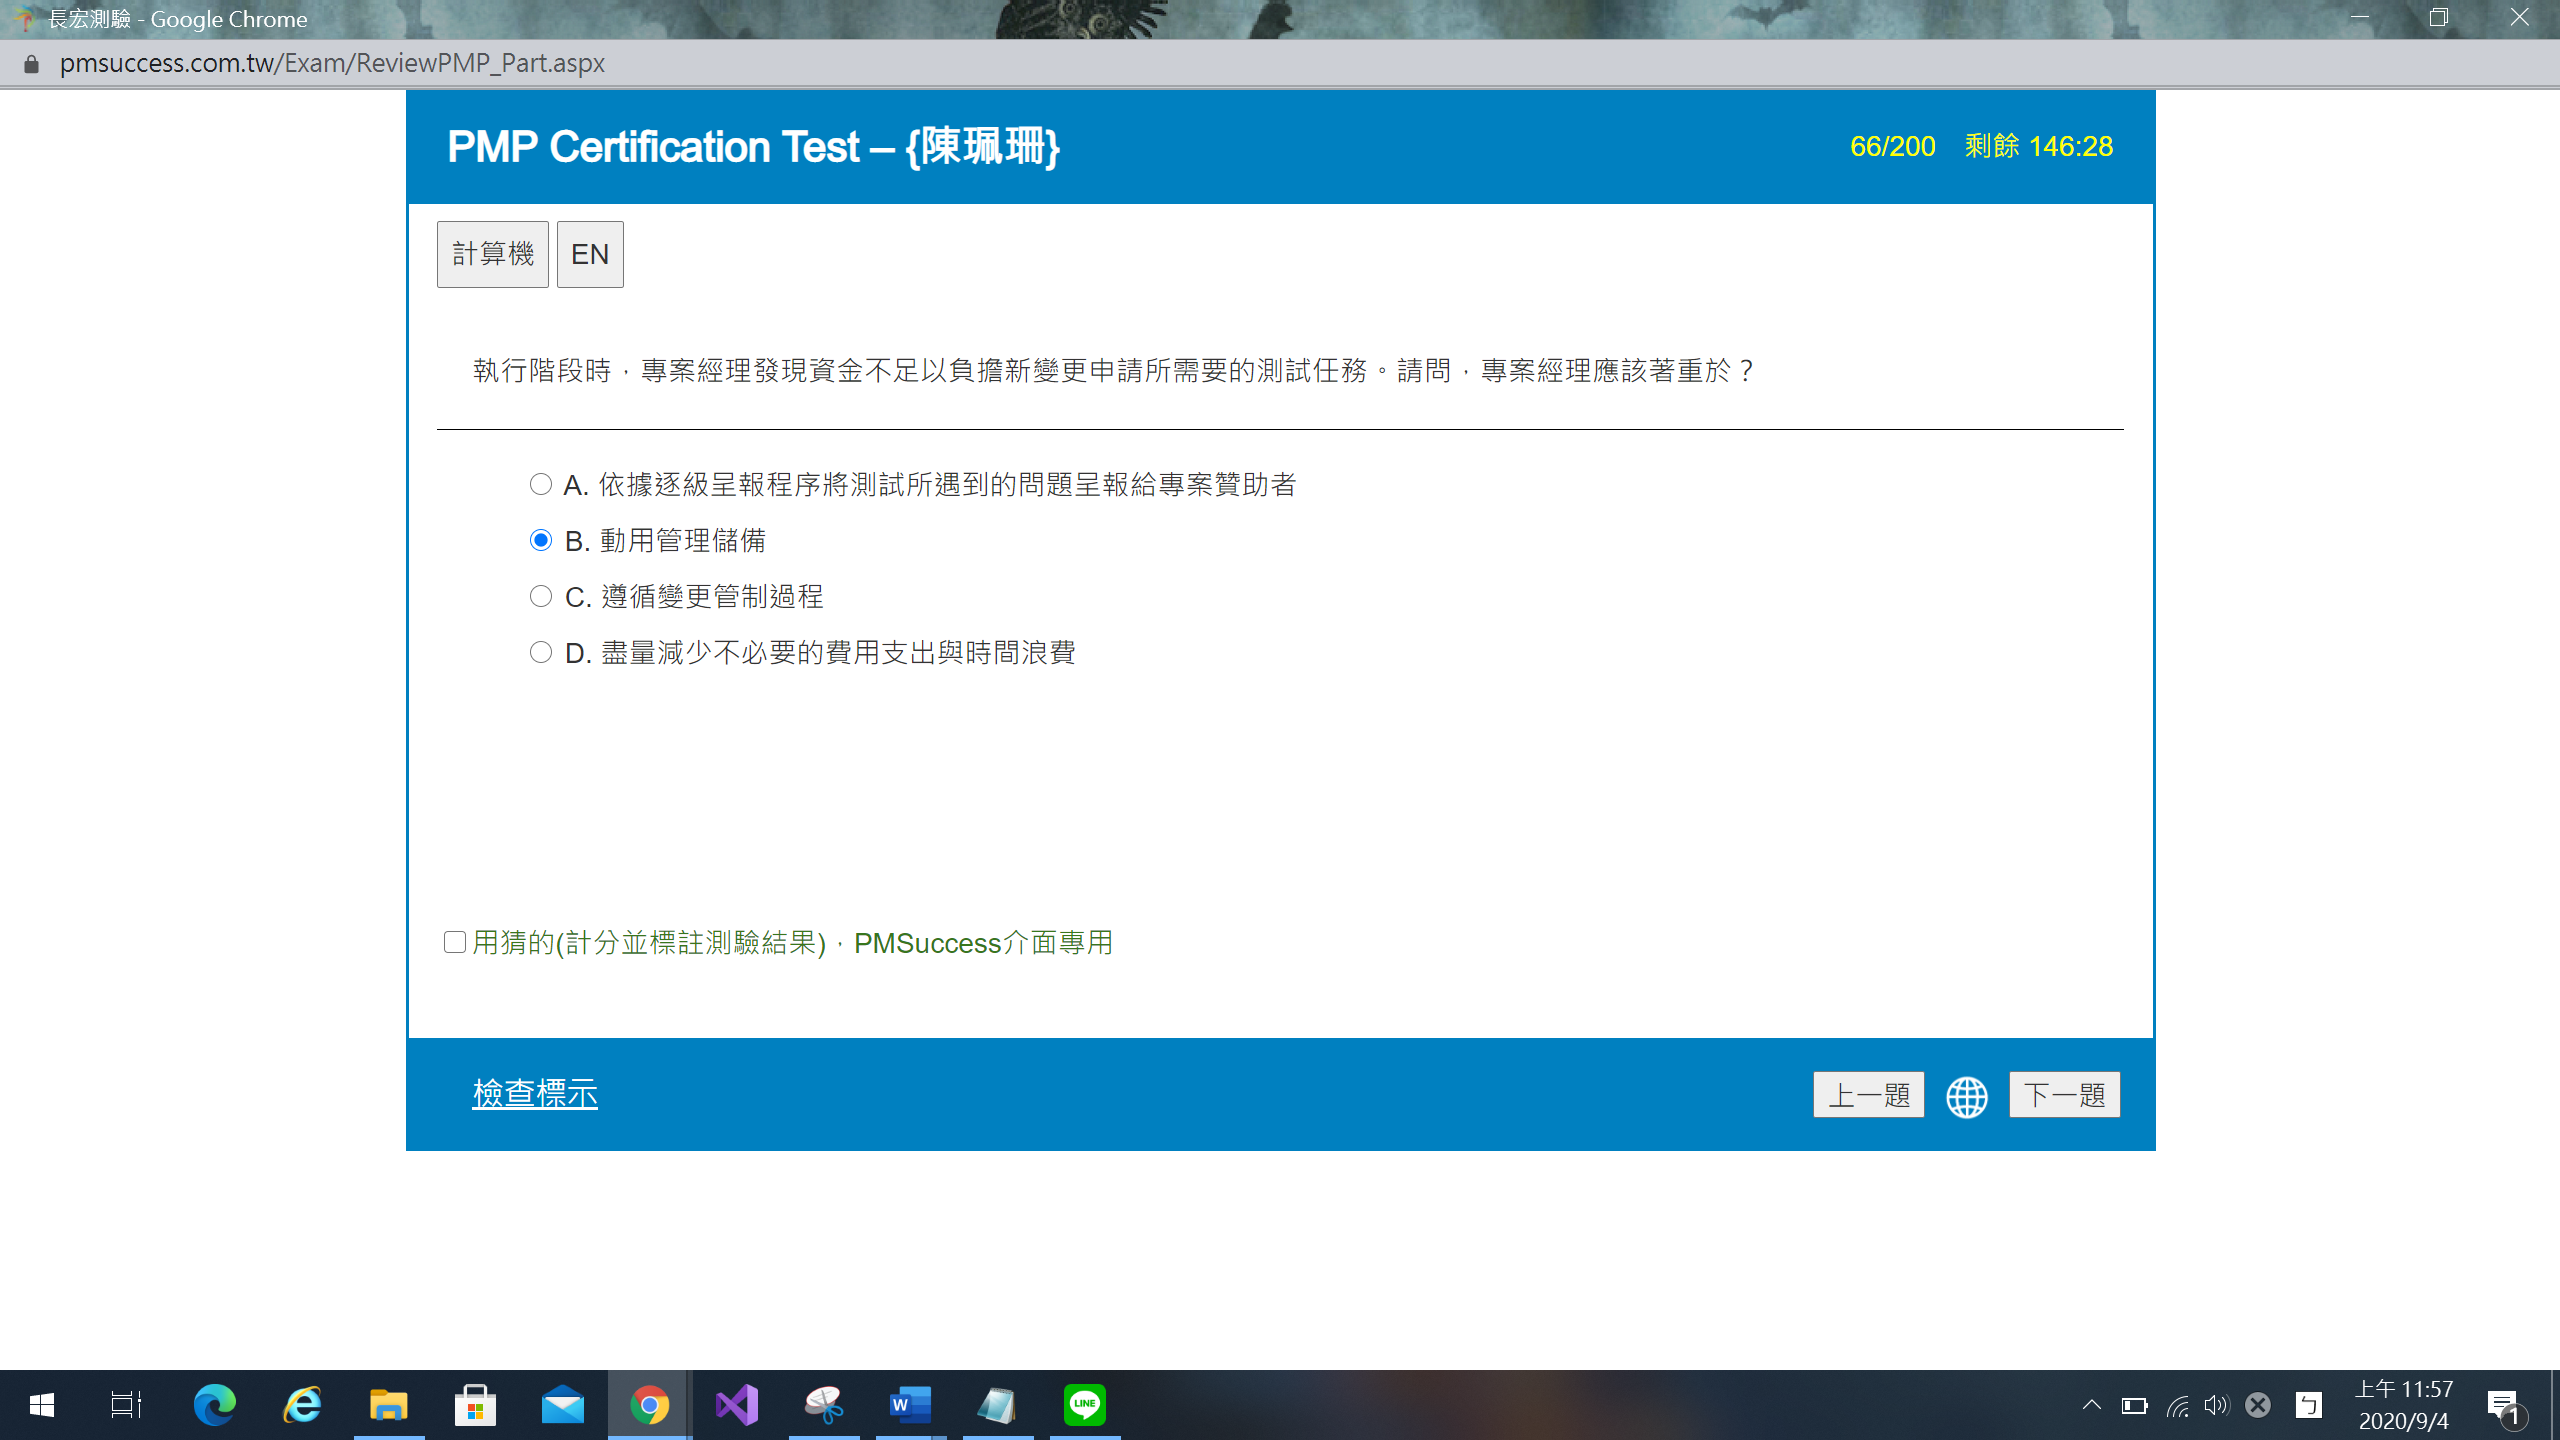 長宏測驗 - Google Chrome
pmsuccess.com.tw/Exam/ReviewPMP_Part.aspx
PMP Certification Test – {陳珮珊}
66/200 剩餘 146:28
計算機 EN
執行階段時，專案經理發現資金不足以負擔新變更申請所需要的測試任務。請問，專案經理應該著重於？
A. 依據逐級呈報程序將測試所遇到的問題呈報給專案贊助者
B. 動用管理儲備
C. 遵循變更管制過程
D. 盡量減少不必要的費用支出與時間浪費
用猜的(計分並標註測驗結果)，PMSuccess介面專用
檢查標示
上一題 下一題
W
LINE
ㄅ
上午 11:57
2020/9/4
1